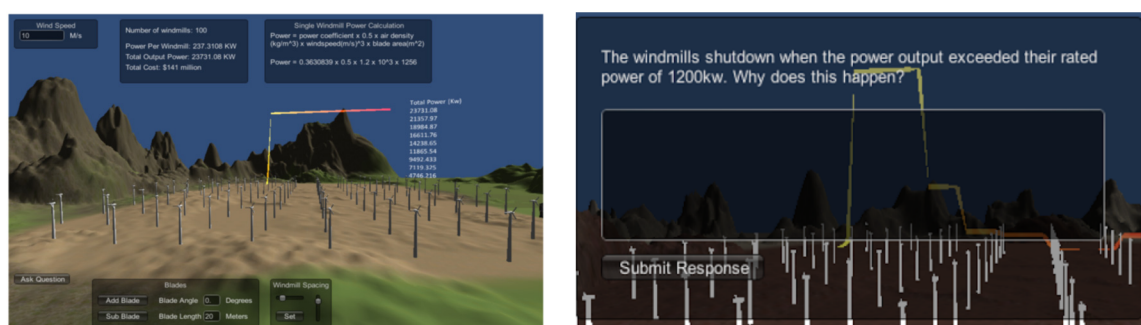 Wind Speed
10 M/s
Number of windmills: 100
Power Per Windmill: 237.3108 KW
Total Output Power: 23731.08 KW
Total Cost: $141 million
Single Windmill Power Calculation
Power = power coefficient x 0.5 x air density
(kg/m^3) x windspeed(m/s)^3 x blade area(m^2)
Power = 0.3630839 x 0.5 x 1.2 x 10^3 x 1256
Total Power (Kw)
23731.08
21357.97
18984.87
16611.76
14238.65
11865.54
9492.433
7119.325
4746.216
Ask Question
Blades
Add Blade Blade Angle 0. Degrees
Sub Blade Blade Length 20 Meters
Windmill Spacing
Set
The windmills shutdown when the power output exceeded their rated
power of 1200kw. Why does this happen?
Submit Response